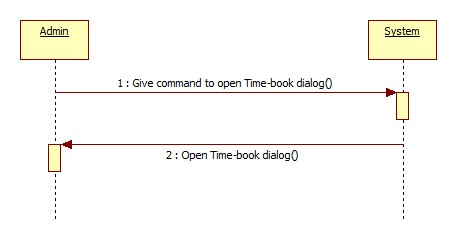 Admin
System
1 : Give command to open Time-book dialog()
2 : Open Time-book dialog()